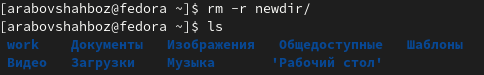 [arabovshahboz@fedora ~]$ rm -r newdir/
[arabovshahboz@fedora ~]$ ls
work Документы Изображения Общедоступные Шаблоны
Видео Загрузки Музыка 'Рабочий стол'